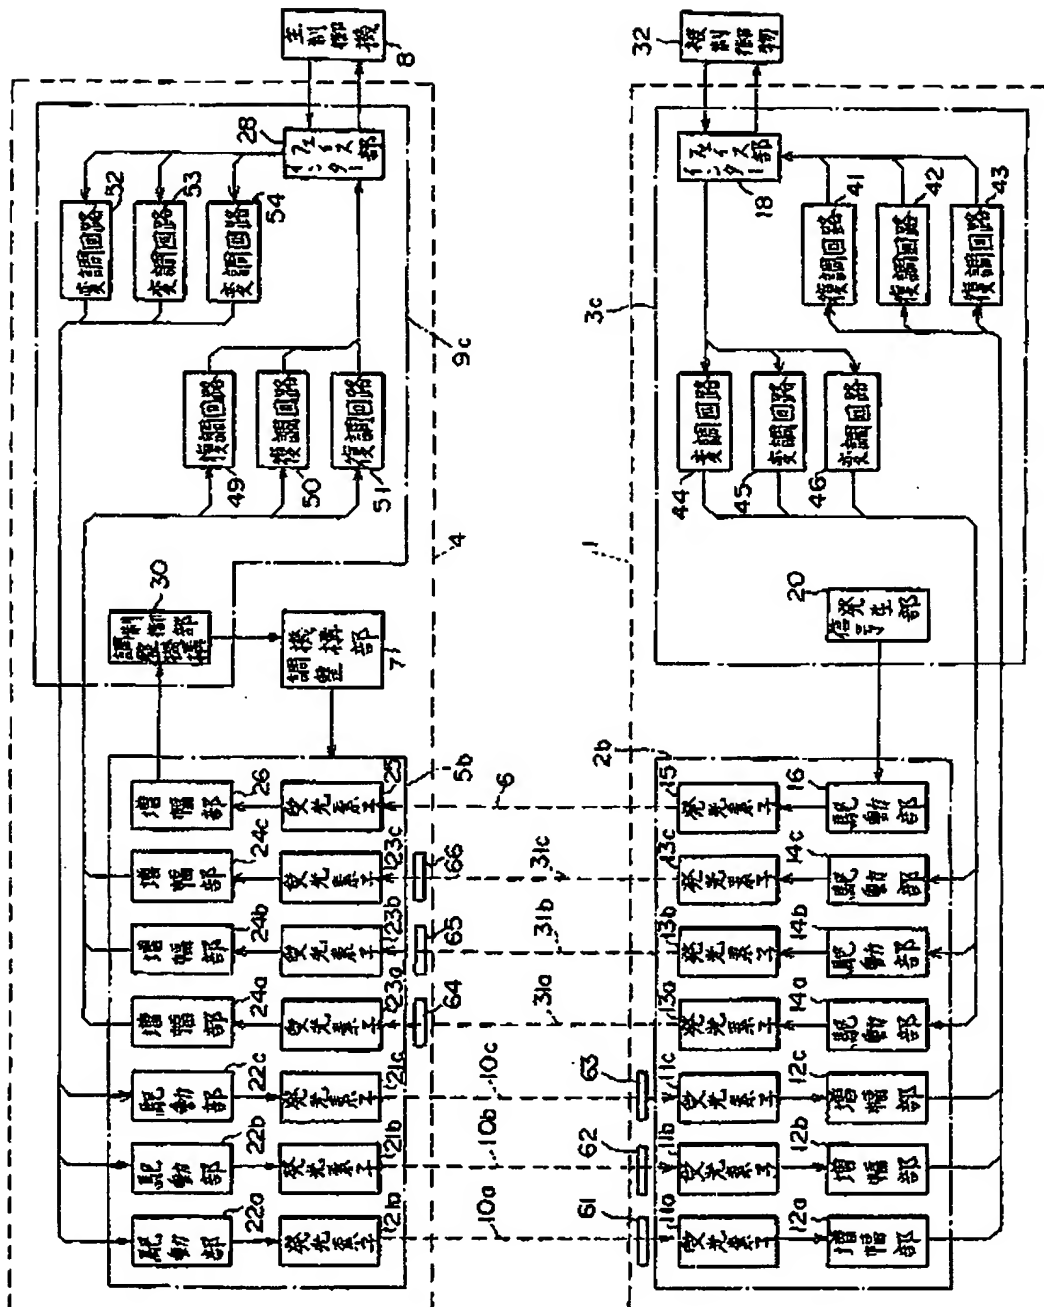 主制御機
8
被制御物
32
インターフェイス部
28
インターフェイス部
18
変調回路
52
変調回路
53
変調回路
54
復調回路
49
復調回路
50
復調回路
51
9c
3c
復調回路
41
復調回路
42
復調回路
43
変調回路
44
変調回路
45
変調回路
46
4
1
調整機構制御部
30
調整機構部
7
信号発生部
20
5b
2b
増幅部
26
増幅部
24c
増幅部
24b
増幅部
24a
駆動部
22c
駆動部
22b
駆動部
22a
受光素子
25
受光素子
23c
受光素子
23b
受光素子
23a
発光素子
21c
発光素子
21b
発光素子
21a
66
65
64
6
31c
31b
31a
10c
10b
10a
63
62
61
発光素子
15
発光素子
13c
発光素子
13b
発光素子
13a
受光素子
11c
受光素子
11b
受光素子
11a
駆動部
16
駆動部
14c
駆動部
14b
駆動部
14a
増幅部
12c
増幅部
12b
増幅部
12a